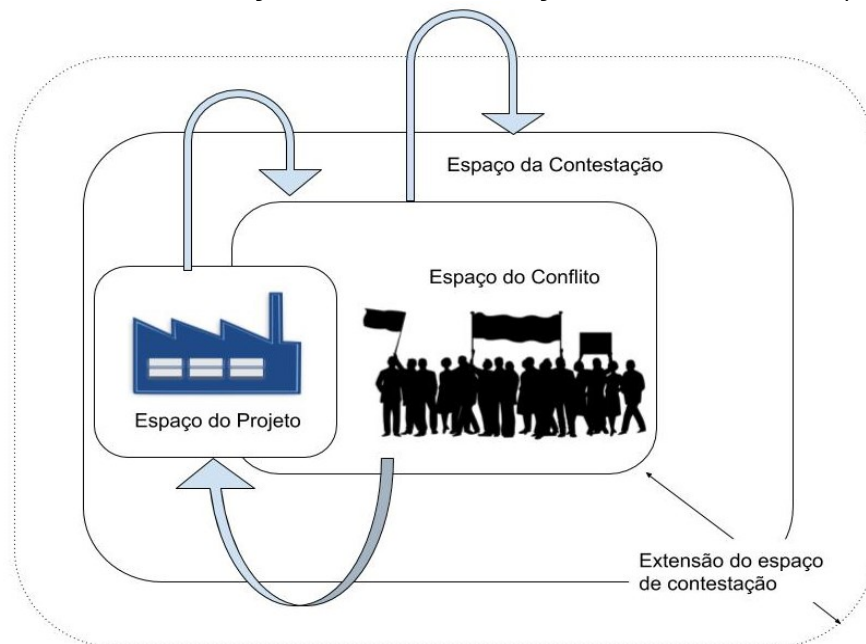 Espaço da Contestação
Espaço do Conflito
Espaço do Projeto
Extensão do espaço
de contestação